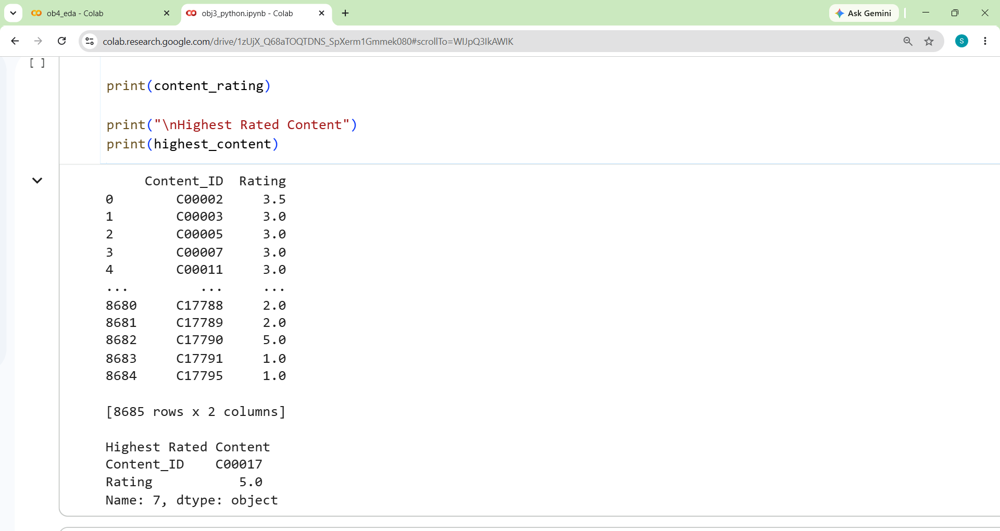 ob4_eda - Colab
obj3_python.ipynb - Colab
Ask Gemini
colab.research.google.com/drive/1zUjX_Q68aTOQTDNS_SpXerm1Gmmek080#scrollTo=WlJpQ3IkAWIK
S
[ ]
print(content_rating)
print("\nHighest Rated Content")
print(highest_content)
Content_ID  Rating
0        C00002     3.5
1        C00003     3.0
2        C00005     3.0
3        C00007     3.0
4        C00011     3.0
...         ...     ...
8680     C17788     2.0
8681     C17789     2.0
8682     C17790     5.0
8683     C17791     1.0
8684     C17795     1.0
[8685 rows x 2 columns]
Highest Rated Content
Content_ID    C00017
Rating           5.0
Name: 7, dtype: object